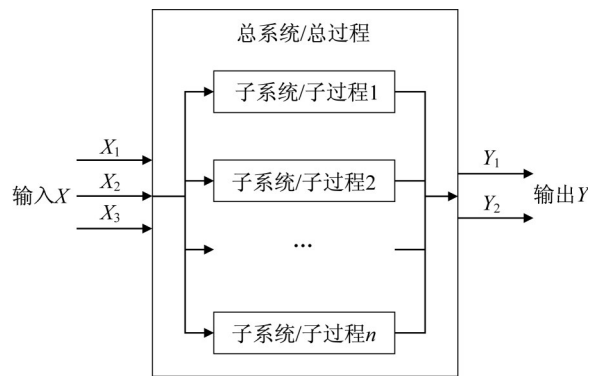 总系统/总过程
子系统/子过程1
X₁
Y₁
输入X
X₂
子系统/子过程2
输出Y
X₃
Y₂
...
子系统/子过程n